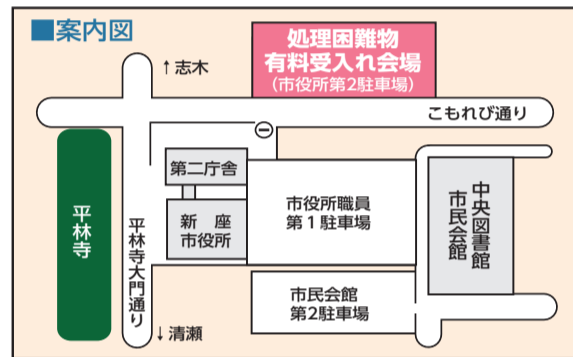 ■案内図
処理困難物
有料受入れ会場
(市役所第2駐車場)
↑志木
こもれび通り
第二庁舎
新座
市役所
市役所職員
第1駐車場
中央図書館
市民会館
平林寺
平林寺大門通り
市民会館
第2駐車場
↓清瀬